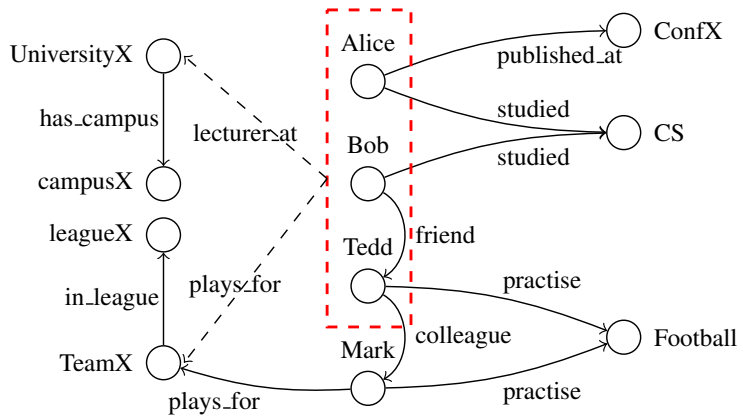 Alice
ConfX
UniversityX
published_at
has_campus
lecturer_at
studied
CS
Bob
studied
campusX
leagueX
friend
Tedd
in_league
plays_for
practise
colleague
Football
TeamX
Mark
plays_for
practise